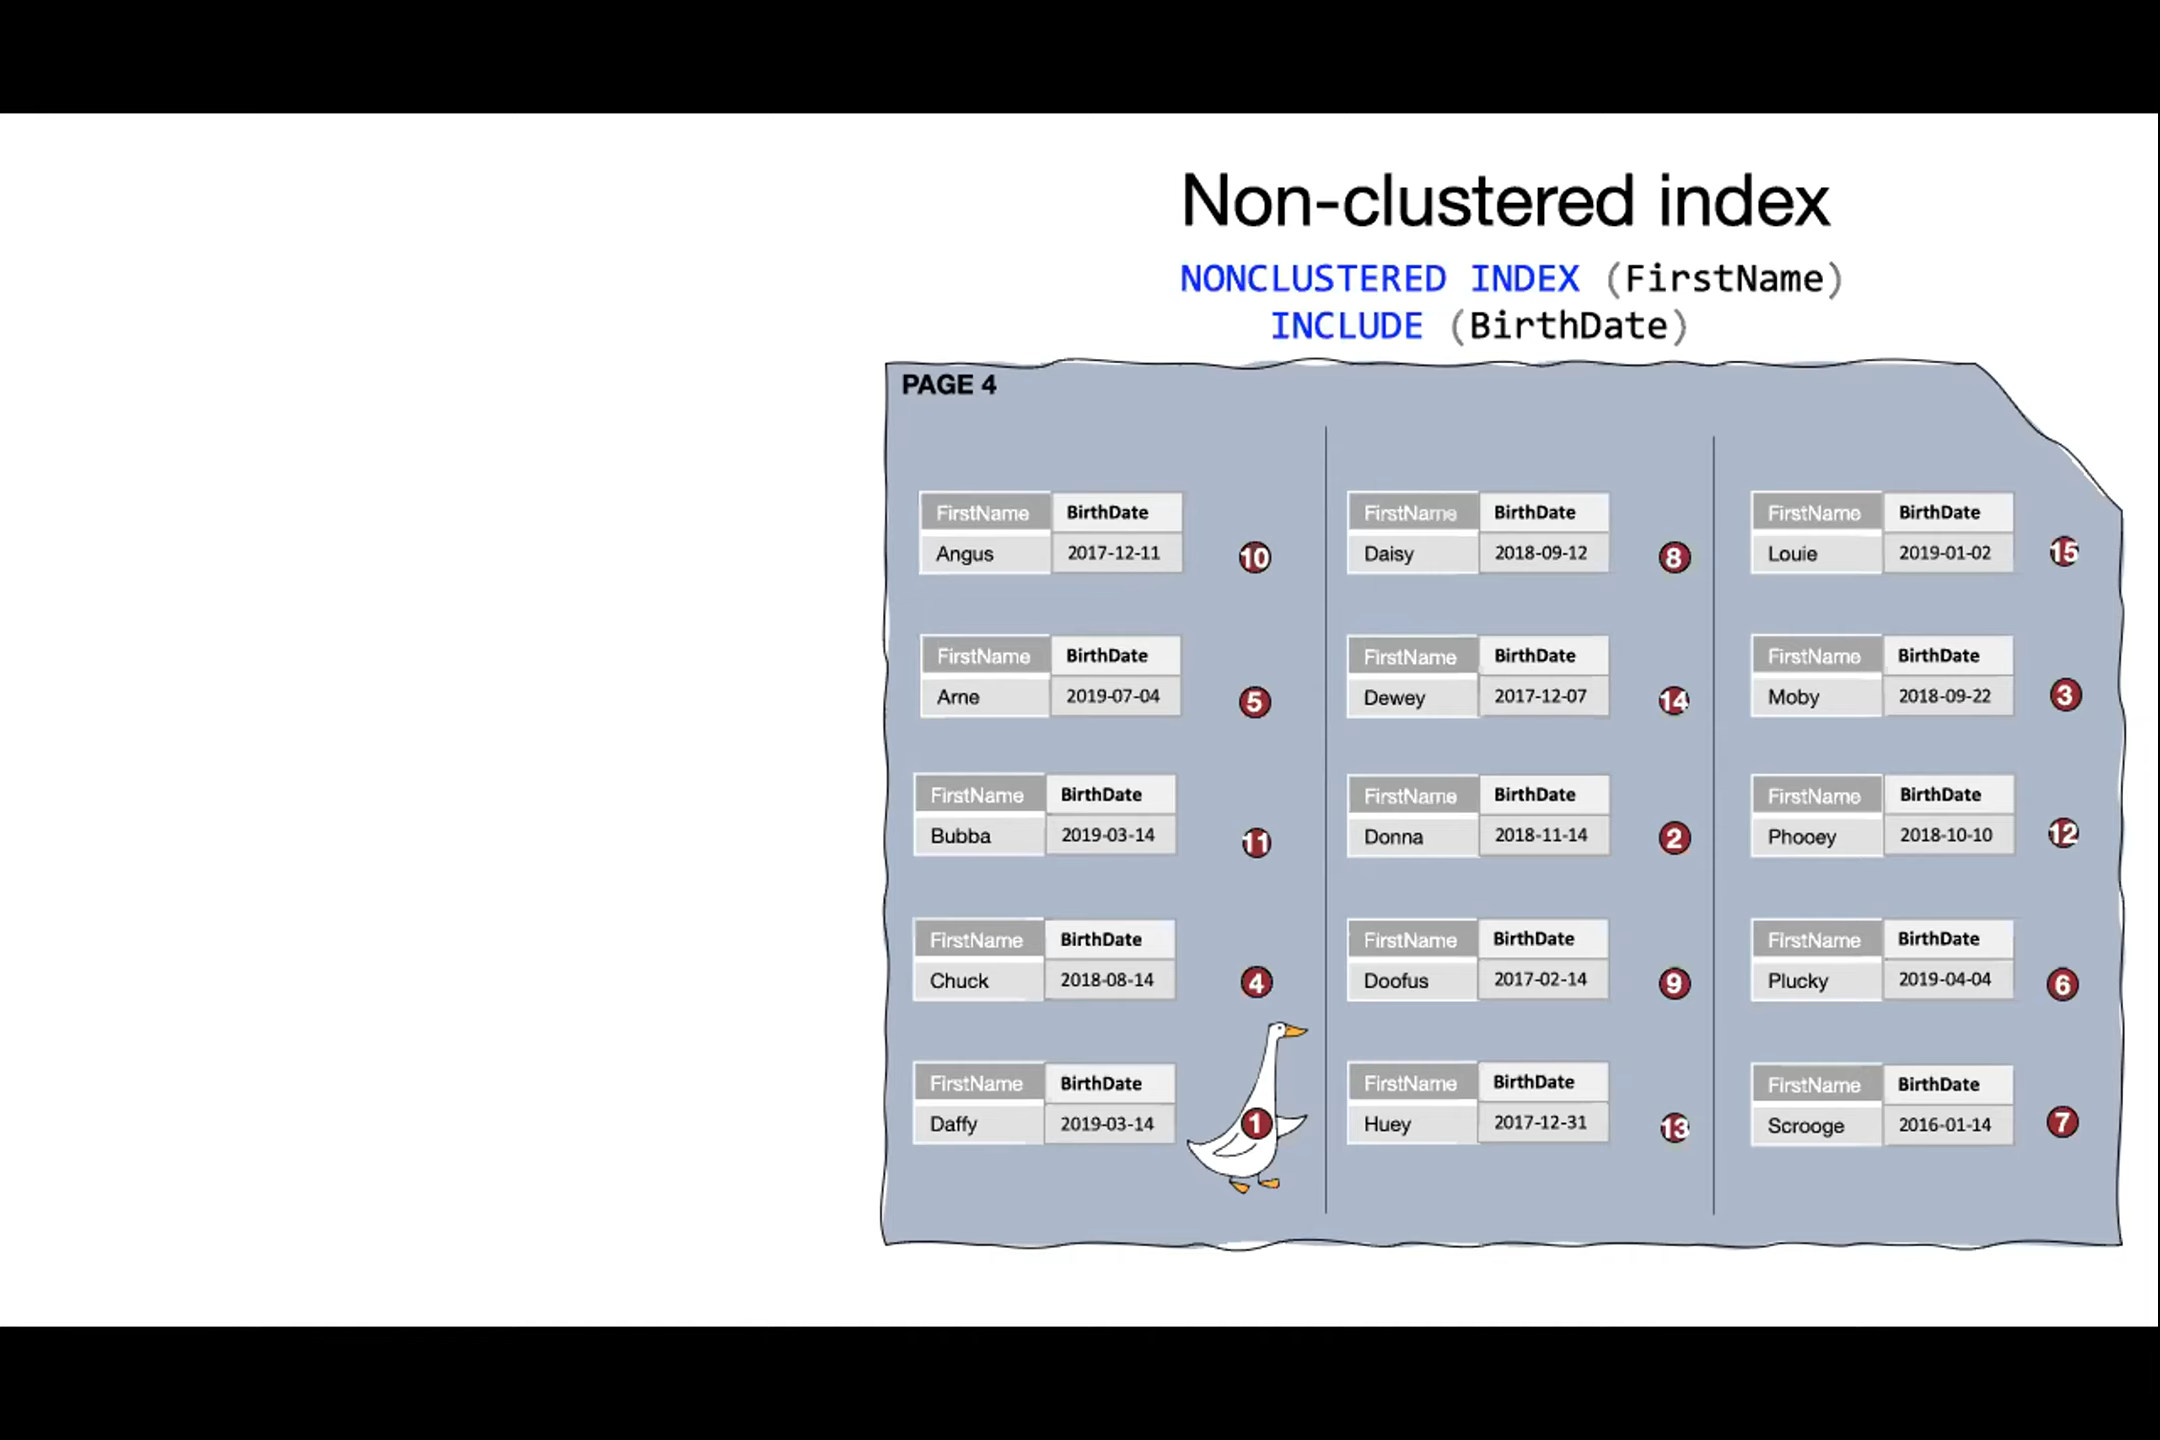 Non-clustered index
NONCLUSTERED INDEX (FirstName)
INCLUDE (BirthDate)
PAGE 4
FirstName BirthDate
Angus 2017-12-11 10
FirstName BirthDate
Arne 2019-07-04 5
FirstName BirthDate
Bubba 2019-03-14 11
FirstName BirthDate
Chuck 2018-08-14 4
FirstName BirthDate
Daffy 2019-03-14 1
FirstName BirthDate
Daisy 2018-09-12 8
FirstName BirthDate
Dewey 2017-12-07 14
FirstName BirthDate
Donna 2018-11-14 2
FirstName BirthDate
Doofus 2017-02-14 9
FirstName BirthDate
Huey 2017-12-31 13
FirstName BirthDate
Louie 2019-01-02 15
FirstName BirthDate
Moby 2018-09-22 3
FirstName BirthDate
Phooey 2018-10-10 12
FirstName BirthDate
Plucky 2019-04-04 6
FirstName BirthDate
Scrooge 2016-01-14 7